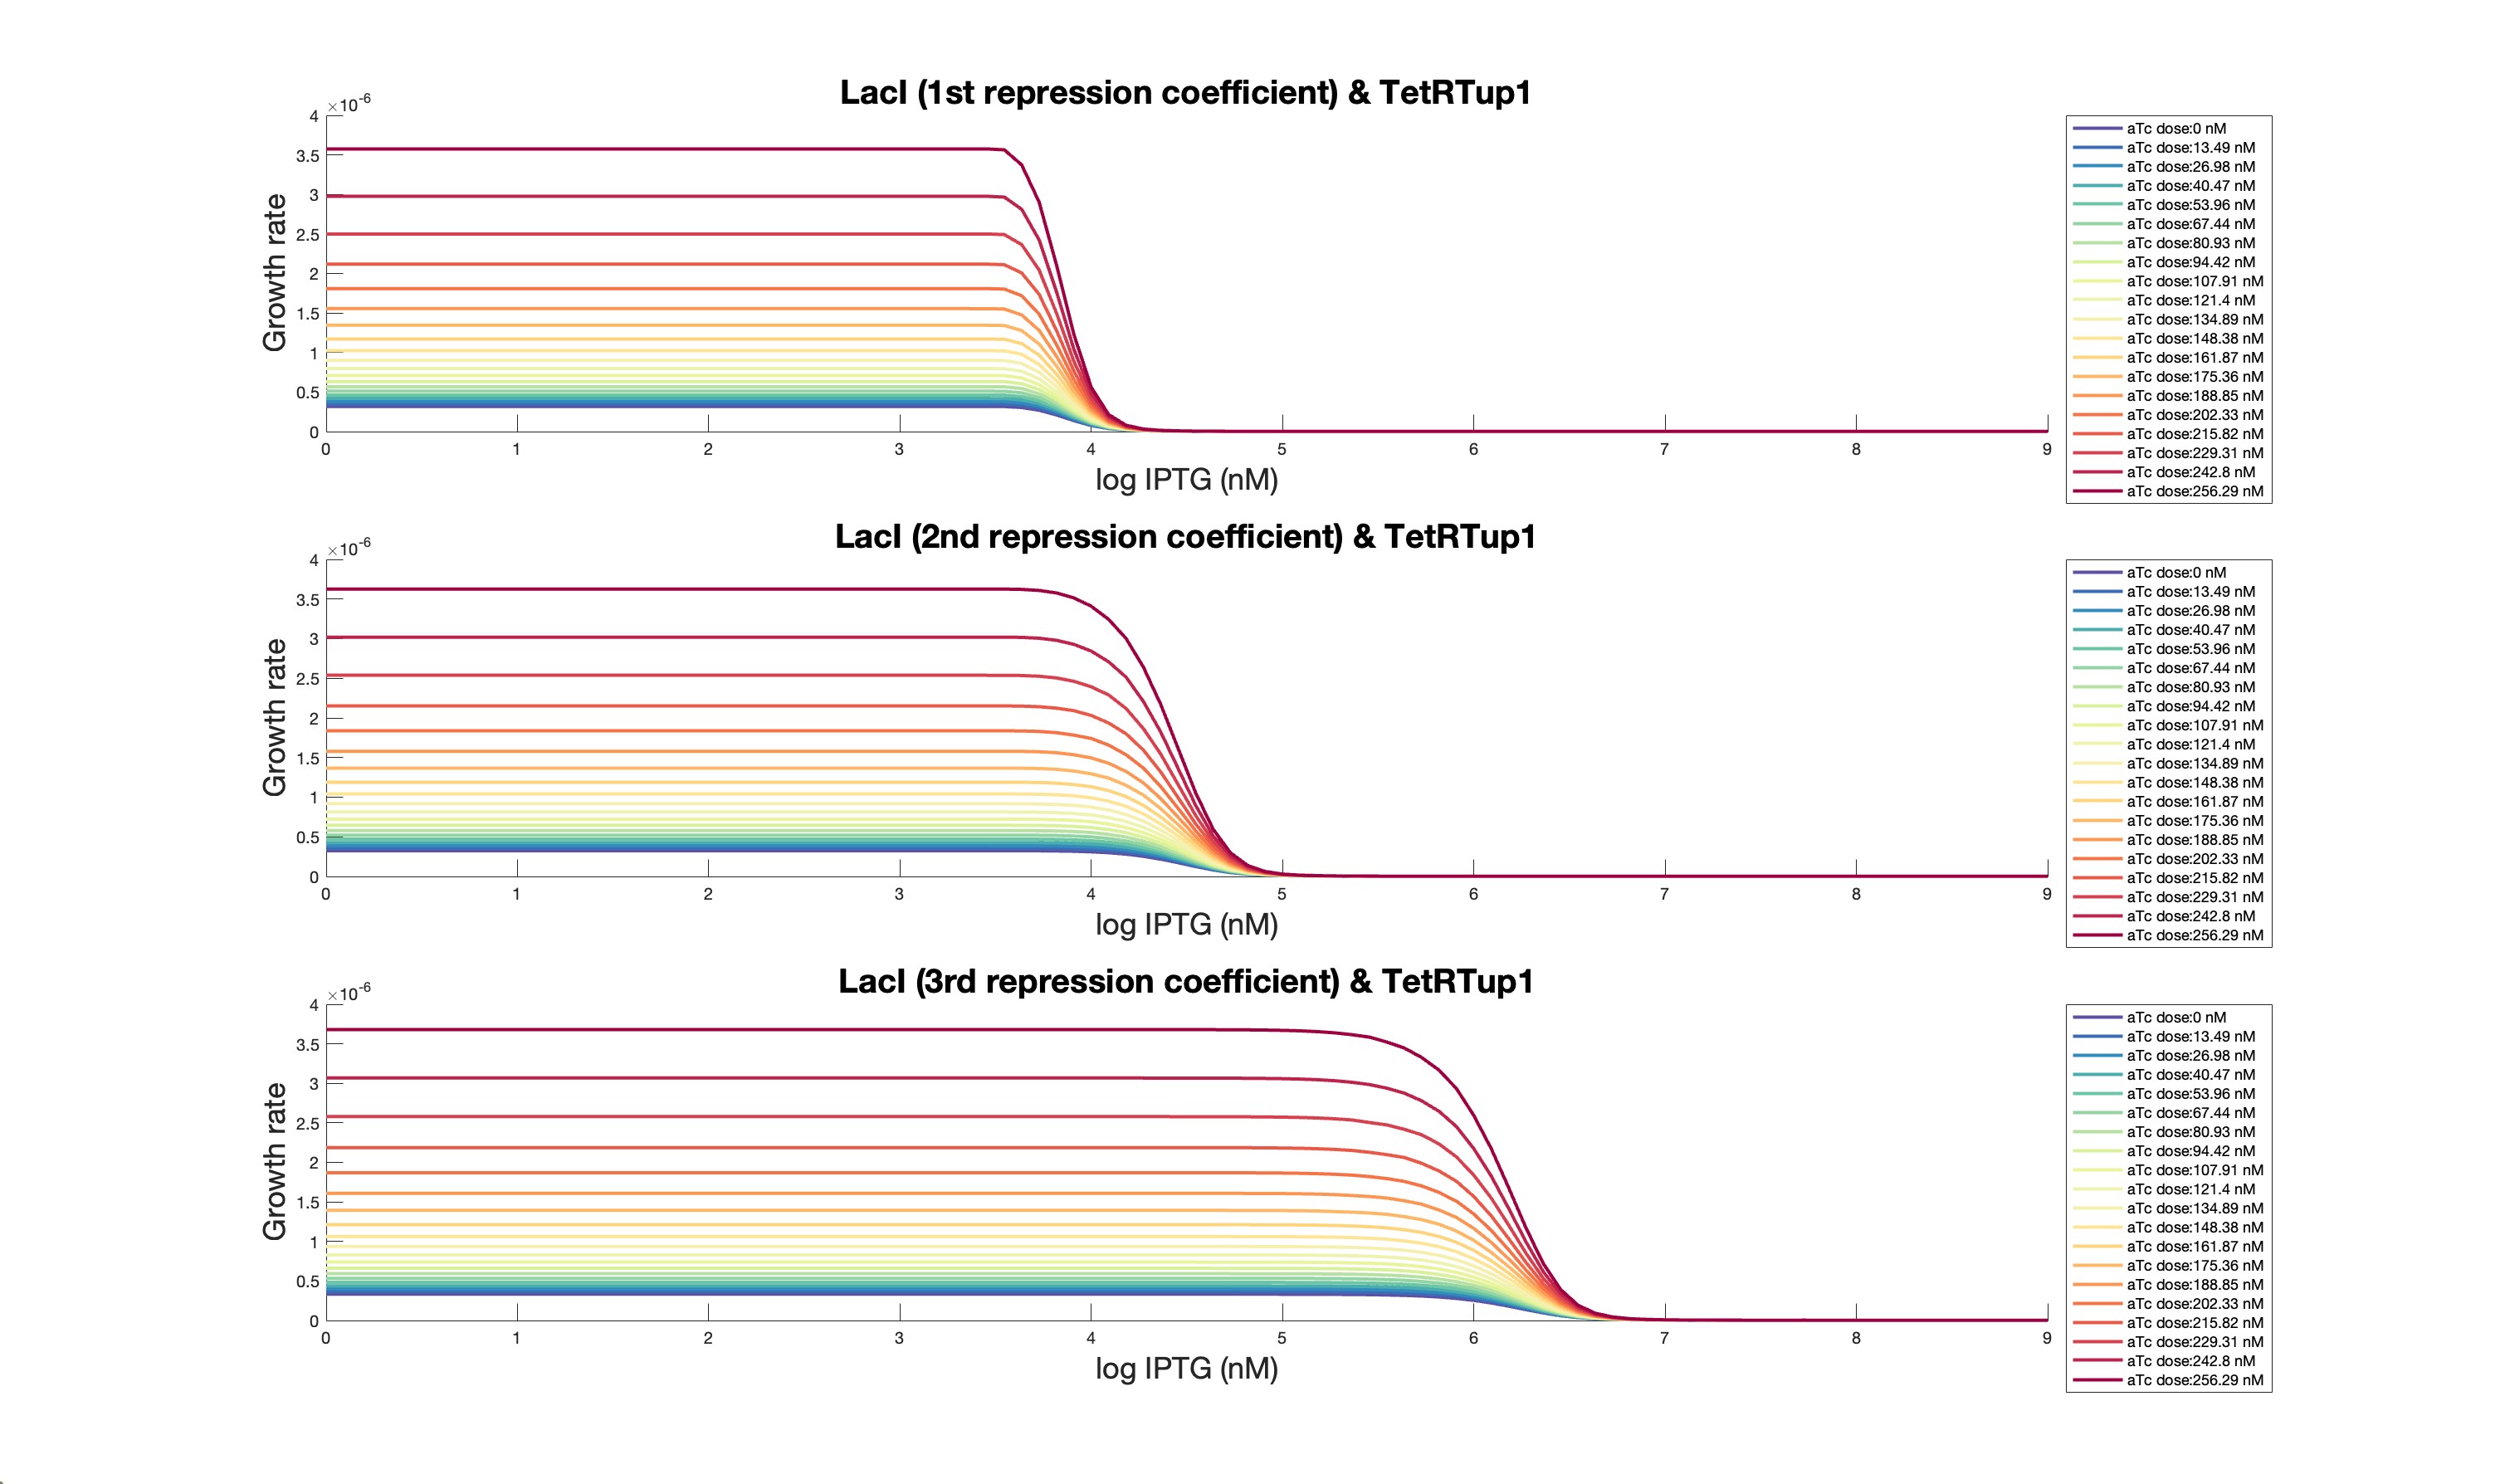 LacI (1st repression coefficient) & TetRTup1
×10-6
4
3.5
3
2.5
2
1.5
1
0.5
0
Growth rate
0 1 2 3 4 5 6 7 8 9
log IPTG (nM)
aTc dose:0 nM
aTc dose:13.49 nM
aTc dose:26.98 nM
aTc dose:40.47 nM
aTc dose:53.96 nM
aTc dose:67.44 nM
aTc dose:80.93 nM
aTc dose:94.42 nM
aTc dose:107.91 nM
aTc dose:121.4 nM
aTc dose:134.89 nM
aTc dose:148.38 nM
aTc dose:161.87 nM
aTc dose:175.36 nM
aTc dose:188.85 nM
aTc dose:202.33 nM
aTc dose:215.82 nM
aTc dose:229.31 nM
aTc dose:242.8 nM
aTc dose:256.29 nM
LacI (2nd repression coefficient) & TetRTup1
×10-6
4
3.5
3
2.5
2
1.5
1
0.5
0
Growth rate
0 1 2 3 4 5 6 7 8 9
log IPTG (nM)
aTc dose:0 nM
aTc dose:13.49 nM
aTc dose:26.98 nM
aTc dose:40.47 nM
aTc dose:53.96 nM
aTc dose:67.44 nM
aTc dose:80.93 nM
aTc dose:94.42 nM
aTc dose:107.91 nM
aTc dose:121.4 nM
aTc dose:134.89 nM
aTc dose:148.38 nM
aTc dose:161.87 nM
aTc dose:175.36 nM
aTc dose:188.85 nM
aTc dose:202.33 nM
aTc dose:215.82 nM
aTc dose:229.31 nM
aTc dose:242.8 nM
aTc dose:256.29 nM
LacI (3rd repression coefficient) & TetRTup1
×10-6
4
3.5
3
2.5
2
1.5
1
0.5
0
Growth rate
0 1 2 3 4 5 6 7 8 9
log IPTG (nM)
aTc dose:0 nM
aTc dose:13.49 nM
aTc dose:26.98 nM
aTc dose:40.47 nM
aTc dose:53.96 nM
aTc dose:67.44 nM
aTc dose:80.93 nM
aTc dose:94.42 nM
aTc dose:107.91 nM
aTc dose:121.4 nM
aTc dose:134.89 nM
aTc dose:148.38 nM
aTc dose:161.87 nM
aTc dose:175.36 nM
aTc dose:188.85 nM
aTc dose:202.33 nM
aTc dose:215.82 nM
aTc dose:229.31 nM
aTc dose:242.8 nM
aTc dose:256.29 nM